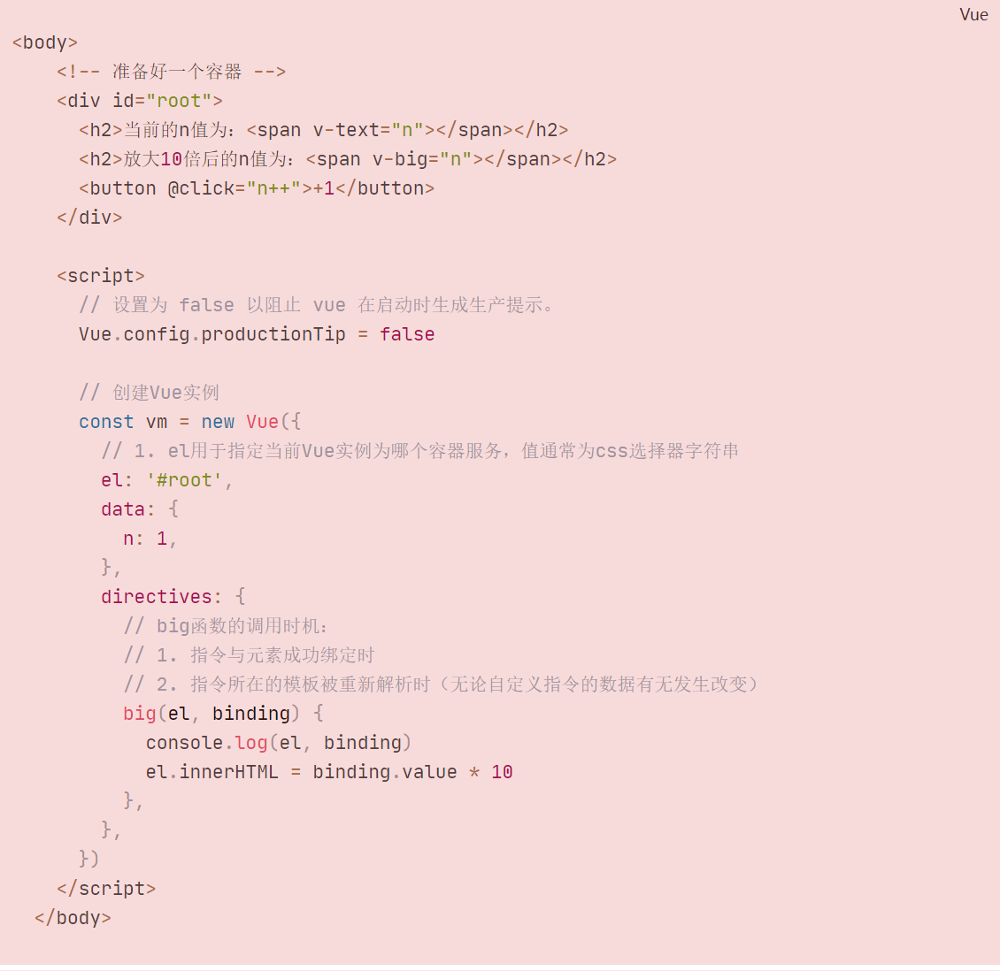 Vue
<body>
<!-- 准备好一个容器 -->
<div id="root">
<h2>当前的n值为：<span v-text="n"></span></h2>
<h2>放大10倍后的n值为：<span v-big="n"></span></h2>
<button @click="n++">+1</button>
</div>
<script>
// 设置为 false 以阻止 vue 在启动时生成生产提示。
Vue.config.productionTip = false
// 创建Vue实例
const vm = new Vue({
// 1. el用于指定当前Vue实例为哪个容器服务，值通常为css选择器字符串
el: '#root',
data: {
n: 1,
},
directives: {
// big函数的调用时机：
// 1. 指令与元素成功绑定时
// 2. 指令所在的模板被重新解析时（无论自定义指令的数据有无发生改变）
big(el, binding) {
console.log(el, binding)
el.innerHTML = binding.value * 10
},
},
})
</script>
</body>